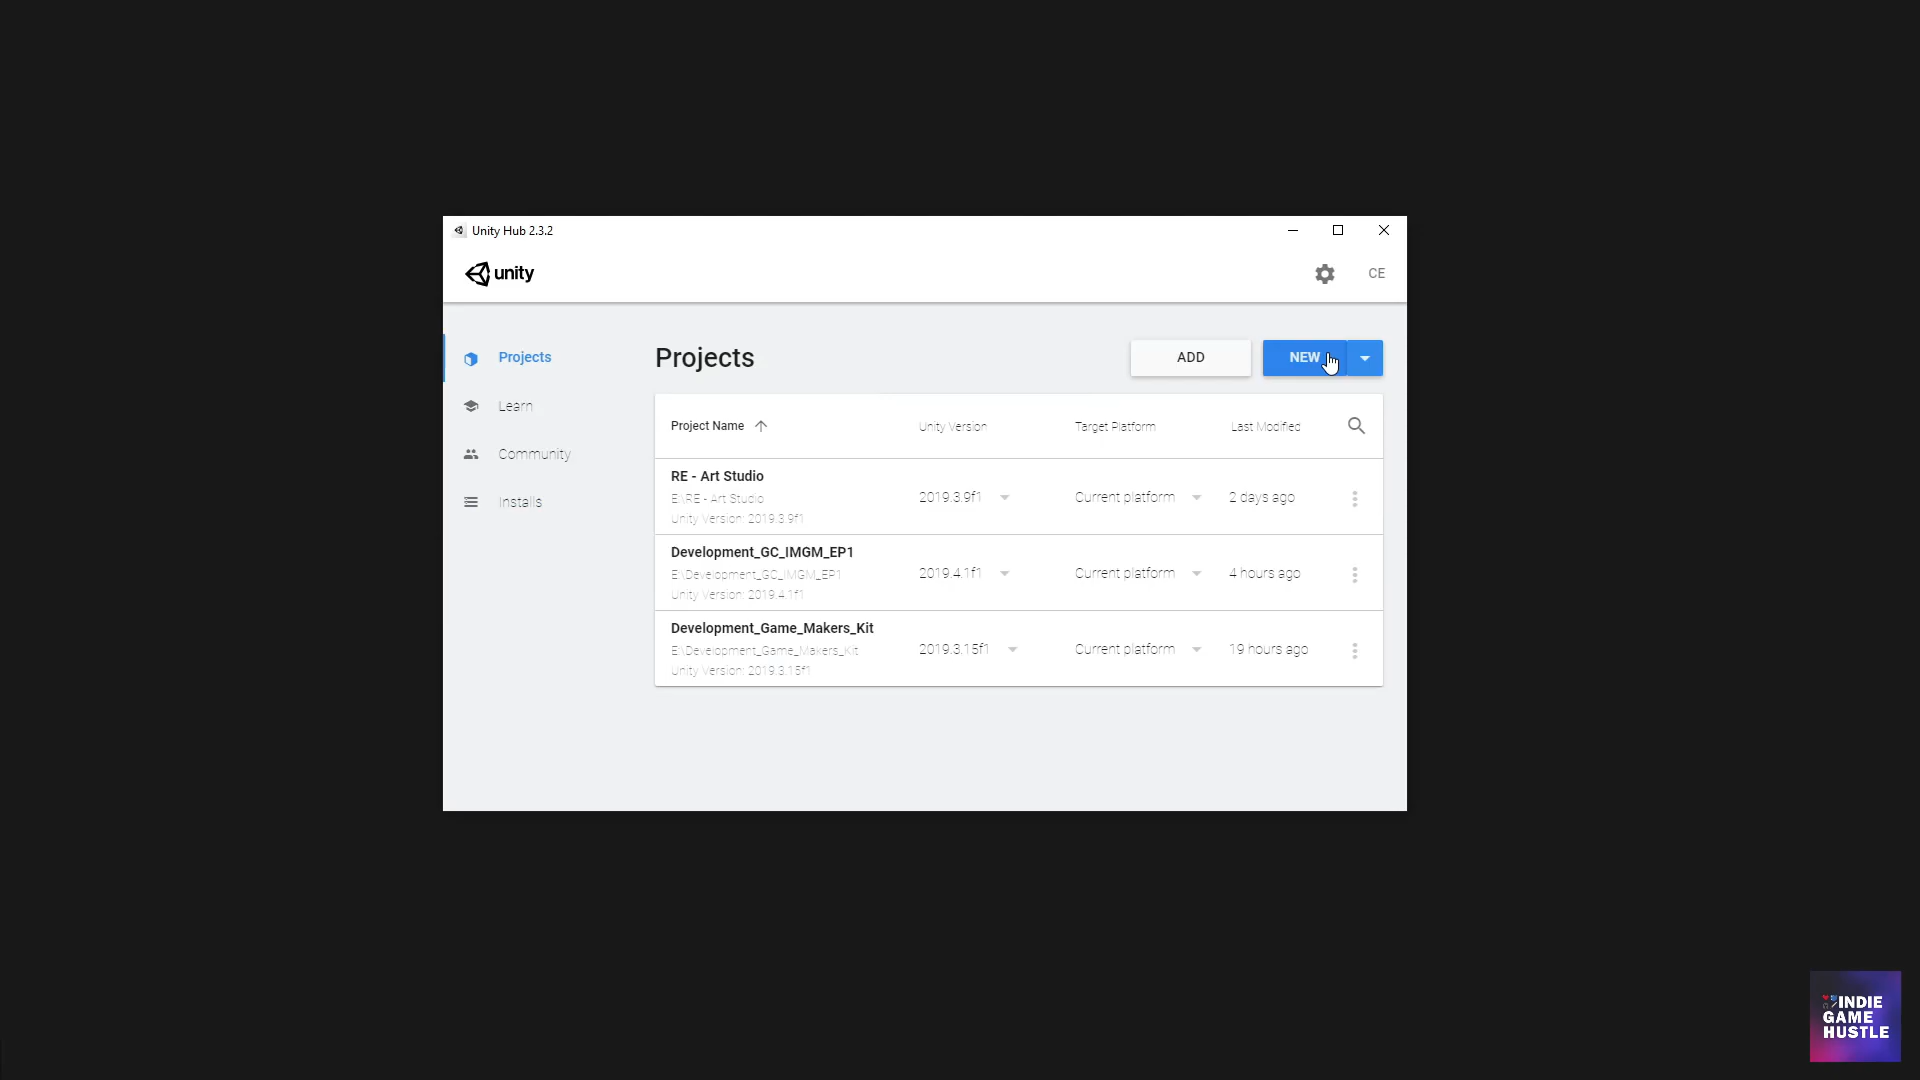 Unity Hub 2.3.2
unity
CE
Projects
Learn
Community
Installs
Projects
ADD
NEW
Project Name
Unity Version
Target Platform
Last Modified
RE - Art Studio
E:\RE - Art Studio
Unity Version: 2019.3.9f1
2019.3.9f1
Current platform
2 days ago
Development_GC_IMGM_EP1
E:\Development_GC_IMGM_EP1
Unity Version: 2019.4.1f1
2019.4.1f1
Current platform
4 hours ago
Development_Game_Makers_Kit
E:\Development_Game_Makers_Kit
Unity Version: 2019.3.15f1
2019.3.15f1
Current platform
19 hours ago
INDIE
GAME
HUSTLE